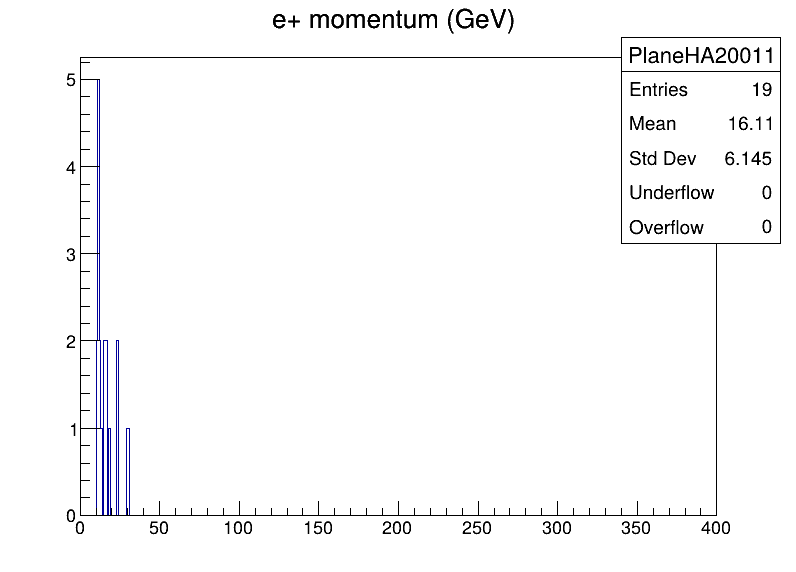 e+ momentum (GeV)
PlaneHA20011
Entries 19
Mean 16.11
Std Dev 6.145
Underflow 0
Overflow 0
5
4
3
2
1
0
0 50 100 150 200 250 300 350 400